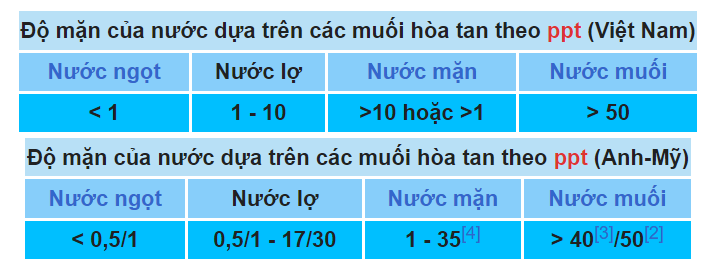 Độ mặn của nước dựa trên các muối hòa tan theo ppt (Việt Nam)
Nước ngọt Nước lợ Nước mặn Nước muối
< 1 1 - 10 >10 hoặc >1 > 50
Độ mặn của nước dựa trên các muối hòa tan theo ppt (Anh-Mỹ)
Nước ngọt Nước lợ Nước mặn Nước muối
< 0,5/1 0,5/1 - 17/30 1 - 35[4] > 40[3]/50[2]